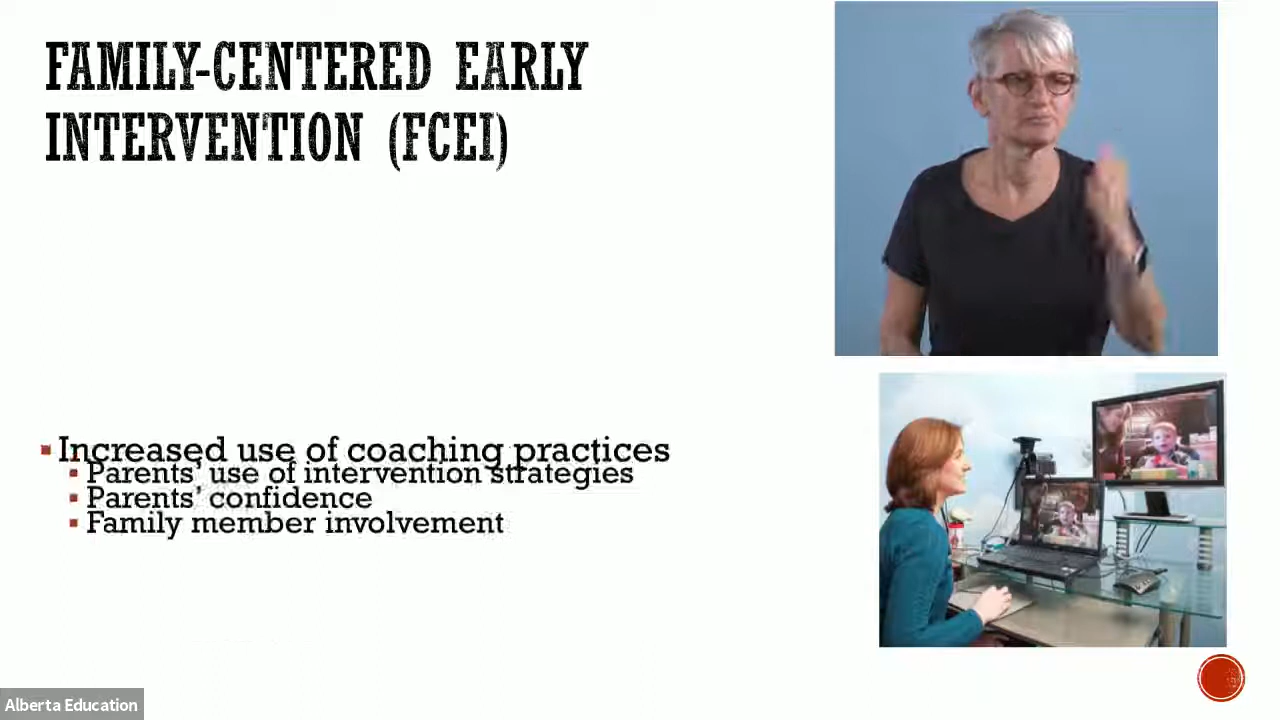 FAMILY-CENTERED EARLY
INTERVENTION (FCEI)
Increased use of coaching practices
Parents' use of intervention strategies
Parents' confidence
Family member involvement
Alberta Education